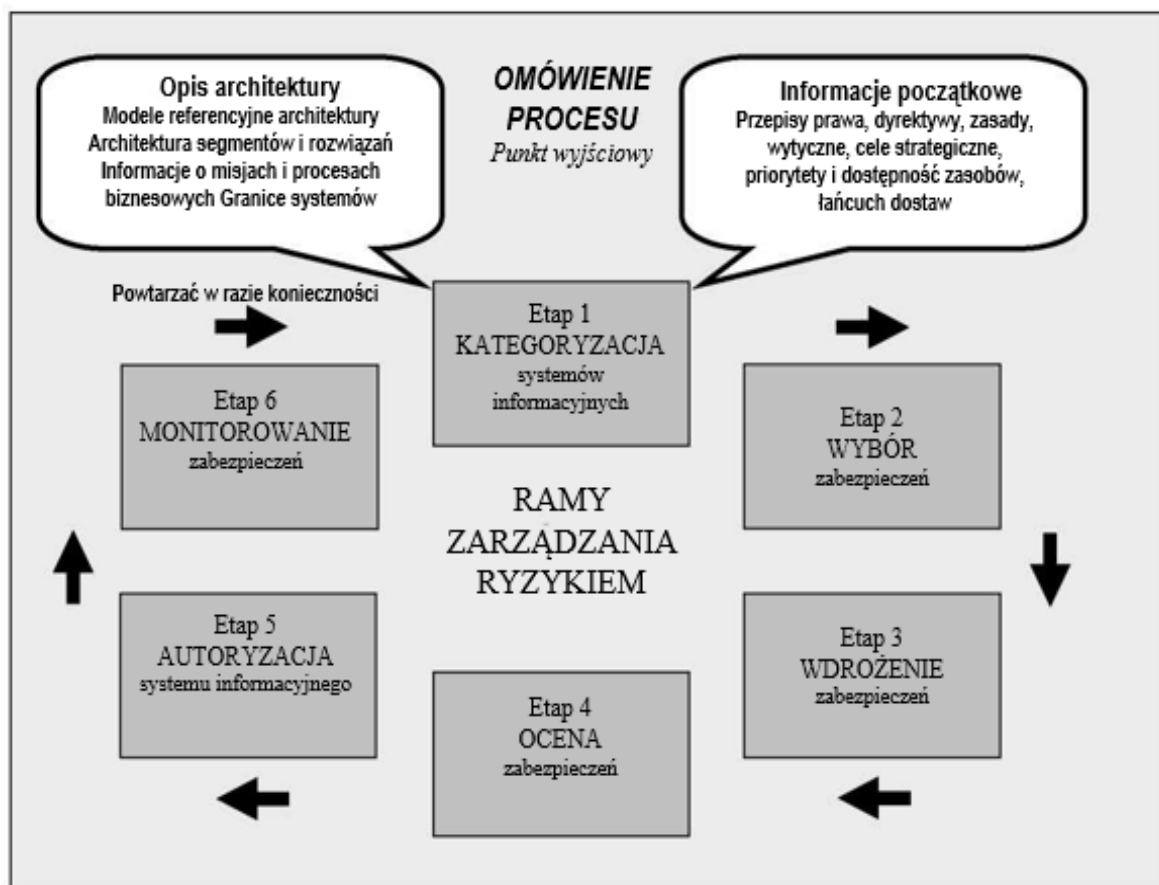 Opis architektury
Modele referencyjne architektury
Architektura segmentów i rozwiązań
Informacje o misjach i procesach
biznesowych Granice systemów
OMÓWIENIE
PROCESU
Punkt wyjściowy
Informacje początkowe
Przepisy prawa, dyrektywy, zasady,
wytyczne, cele strategiczne,
priorytety i dostępność zasobów,
łańcuch dostaw
Powtarzać w razie konieczności
Etap 1
KATEGORYZACJA
systemów
informacyjnych
Etap 2
WYBÓR
zabezpieczeń
Etap 3
WDROŻENIE
zabezpieczeń
Etap 4
OCENA
zabezpieczeń
Etap 5
AUTORYZACJA
systemu informacyjnego
Etap 6
MONITOROWANIE
zabezpieczeń
RAMY
ZARZĄDZANIA
RYZYKIEM